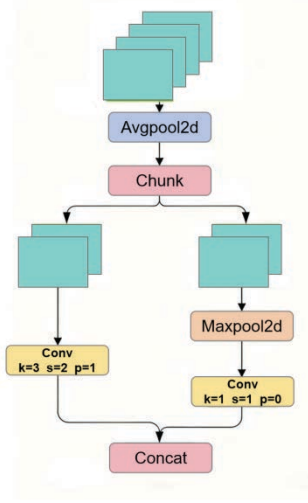 Avgpool2d
Chunk
Maxpool2d
Conv
k=3 s=2 p=1
Conv
k=1 s=1 p=0
Concat